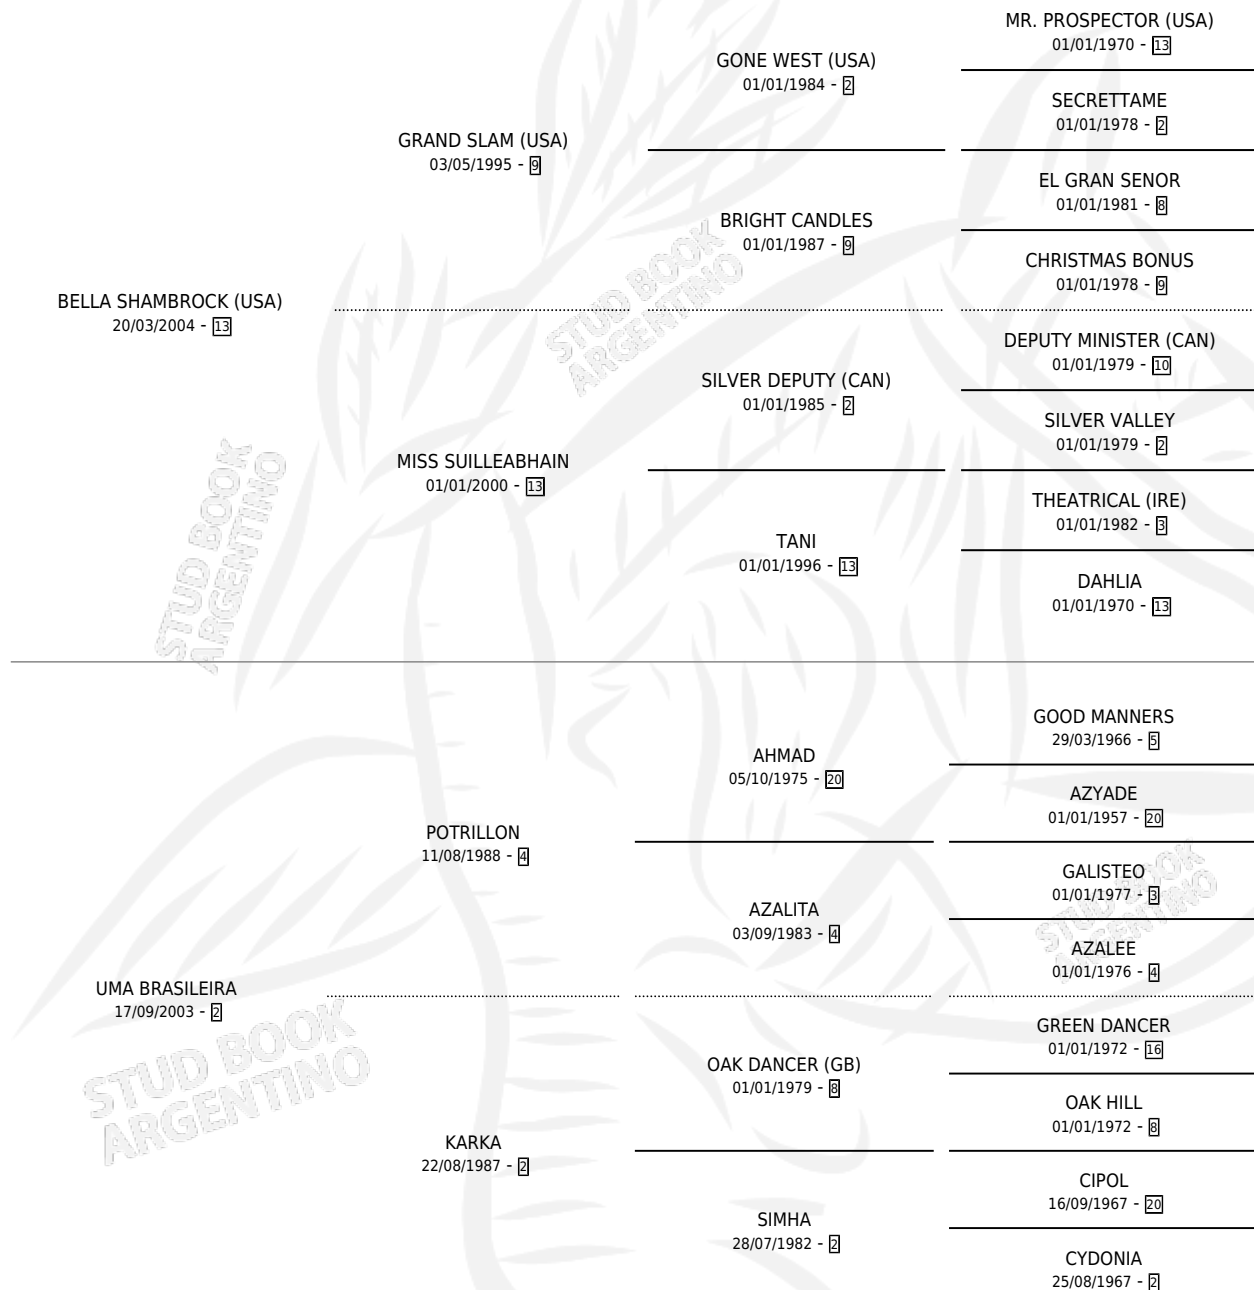 MR. PROSPECTOR (USA)
01/01/1970 - 13
GONE WEST (USA)
01/01/1984 - 2
SECRETTAME
01/01/1978 - 2
GRAND SLAM (USA)
03/05/1995 - 9
EL GRAN SENOR
01/01/1981 - 8
BRIGHT CANDLES
01/01/1987 - 9
CHRISTMAS BONUS
01/01/1978 - 9
BELLA SHAMBROCK (USA)
20/03/2004 - 13
STUD BOOK
ARGENTINO
DEPUTY MINISTER (CAN)
01/01/1979 - 10
SILVER DEPUTY (CAN)
01/01/1985 - 2
SILVER VALLEY
01/01/1979 - 2
MISS SUILLEABHAIN
01/01/2000 - 13
THEATRICAL (IRE)
01/01/1982 - 3
TANI
01/01/1996 - 13
DAHLIA
01/01/1970 - 13
STUD BOOK
ARGENTINO
GOOD MANNERS
29/03/1966 - 5
AHMAD
05/10/1975 - 20
AZYADE
01/01/1957 - 20
POTRILLON
11/08/1988 - 4
GALISTEO
01/01/1977 - 3
AZALITA
03/09/1983 - 4
STUD BOOK
ARGENTINO
AZALEE
01/01/1976 - 4
UMA BRASILEIRA
17/09/2003 - 2
STUD BOOK
ARGENTINO
GREEN DANCER
01/01/1972 - 16
OAK DANCER (GB)
01/01/1979 - 8
OAK HILL
01/01/1972 - 8
KARKA
22/08/1987 - 2
CIPOL
16/09/1967 - 20
SIMHA
28/07/1982 - 2
CYDONIA
25/08/1967 - 2